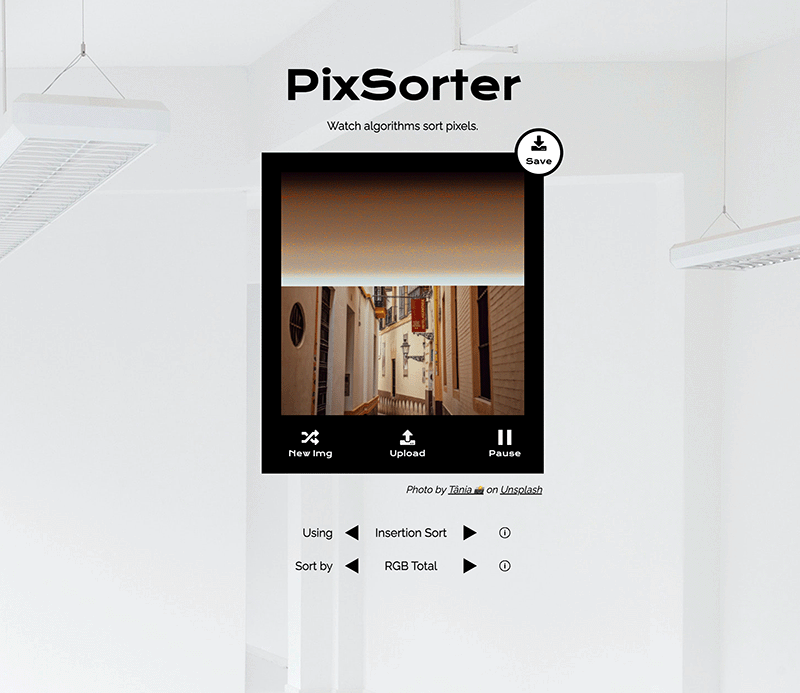 PixSorter
Watch algorithms sort pixels.
Save
New Img
Upload
Pause
Photo by Tânia 📸 on Unsplash
Using
Insertion Sort
Sort by
RGB Total